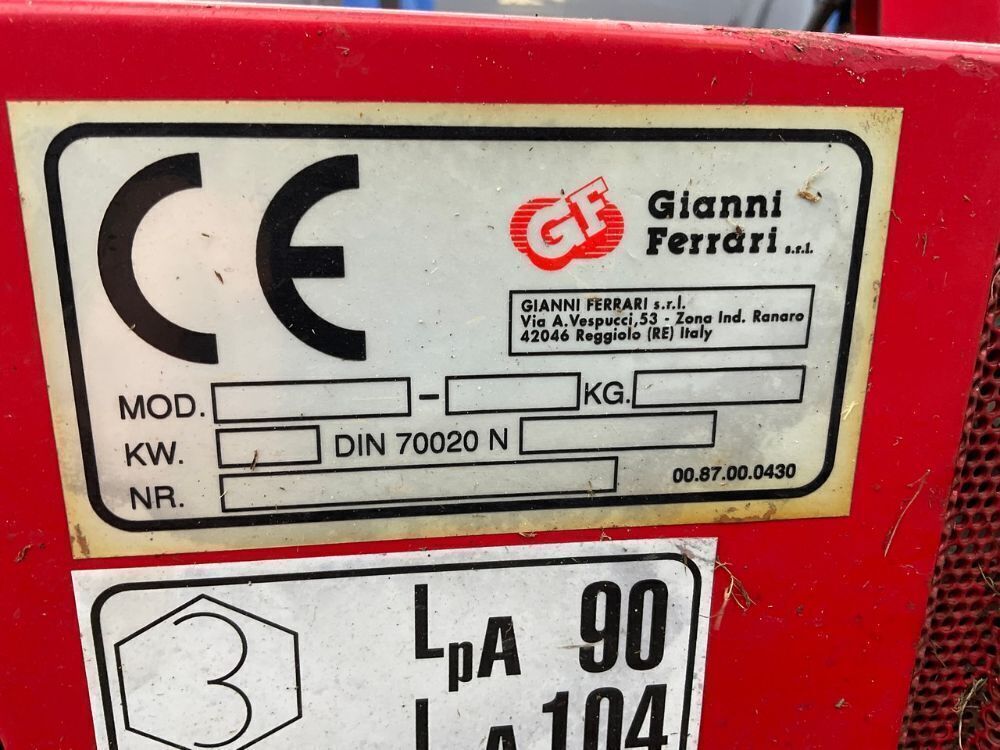 CE
GF
Gianni
Ferrari s.r.l.
GIANNI FERRARI s.r.l.
Via A.Vespucci,53 - Zona Ind. Ranaro
42046 Reggiolo (RE) Italy
MOD. - KG.
KW. DIN 70020 N
NR. 00.87.00.0430
3
LpA 90
L A 104